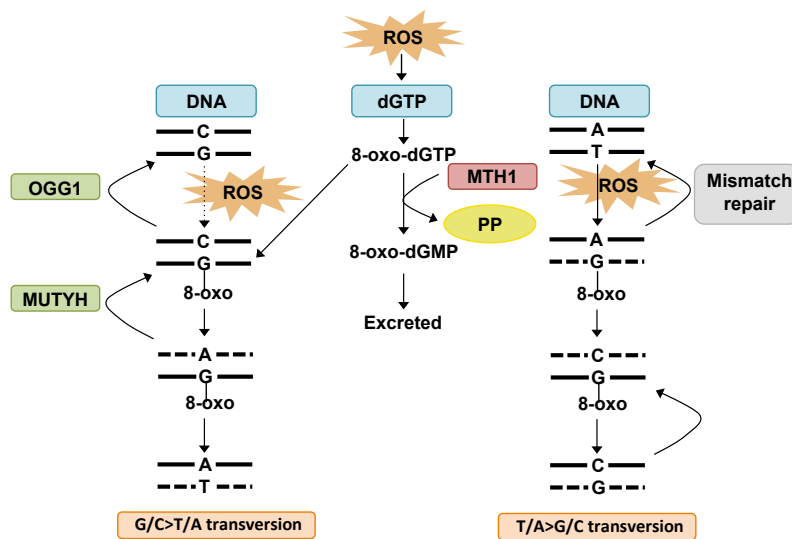 ROS
DNA
dGTP
DNA
C
G
8-oxo-dGTP
A
T
OGG1
ROS
MTH1
ROS
Mismatch
repair
PP
C
G
8-oxo
8-oxo-dGMP
A
G
8-oxo
MUTYH
Excreted
A
G
8-oxo
C
G
8-oxo
A
T
C
G
G/C>T/A transversion
T/A>G/C transversion